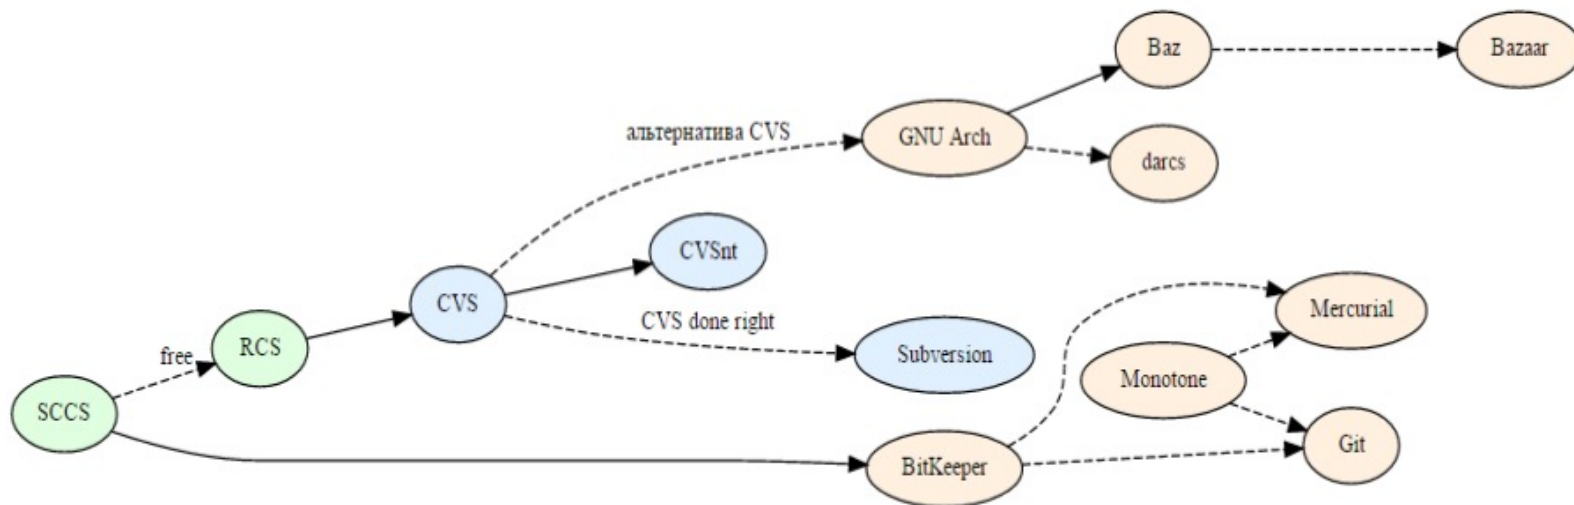 Baz
Bazaar
альтернатива CVS
GNU Arch
darcs
CVSnt
CVS
CVS done right
Mercurial
free
RCS
Subversion
Monotone
SCCS
BitKeeper
Git